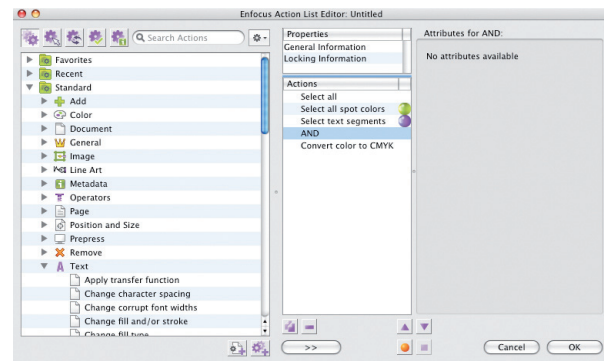 Enfocus Action List Editor: Untitled
Search Actions
Favorites
Recent
Standard
Add
Color
Document
General
Image
Line Art
Metadata
Operators
Page
Position and Size
Prepress
Remove
Text
Apply transfer function
Change character spacing
Change corrupt font widths
Change fill and/or stroke
Change fill type
Properties
General Information
Locking Information
Actions
Select all
Select all spot colors
Select text segments
AND
Convert color to CMYK
>>
Attributes for AND:
No attributes available
Cancel
OK